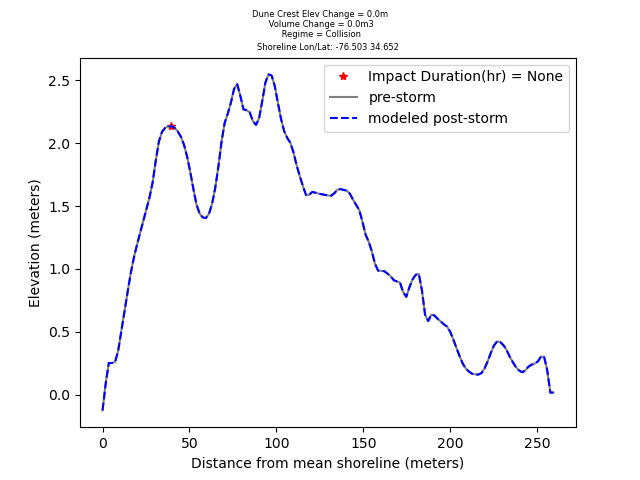 Dune Crest Elev Change = 0.0m
Volume Change = 0.0m3
Regime = Collision
Shoreline Lon/Lat: -76.503 34.652
Impact Duration(hr) = None
pre-storm
modeled post-storm
Elevation (meters)
2.5
2.0
1.5
1.0
0.5
0.0
0 50 100 150 200 250
Distance from mean shoreline (meters)